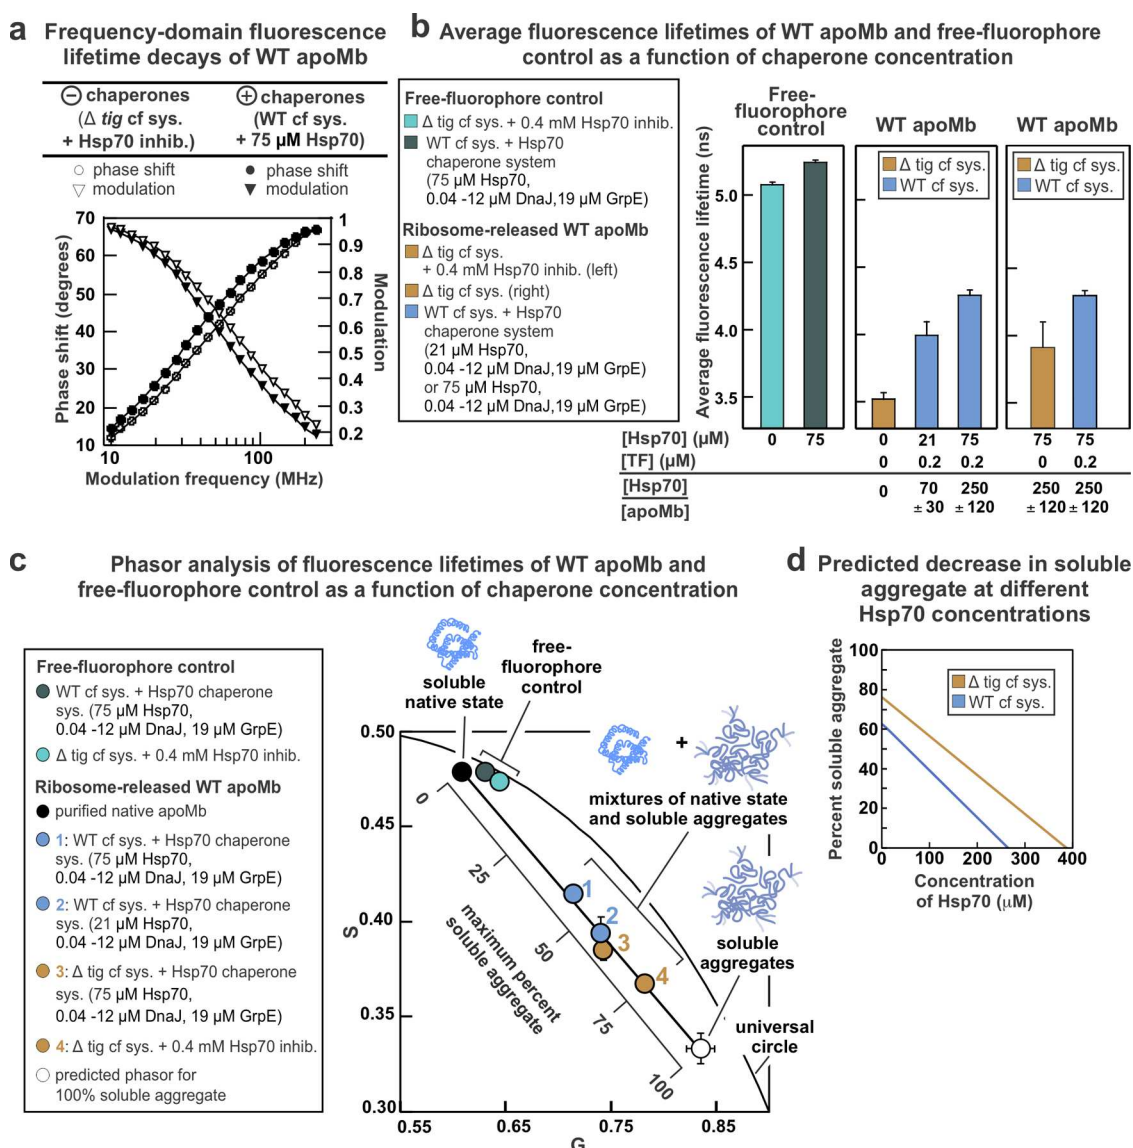 a
Frequency-domain fluorescence
lifetime decays of WT apoMb
⊖ chaperones
(Δ tig cf sys.
+ Hsp70 inhib.)
⊕ chaperones
(WT cf sys.
+ 75 µM Hsp70)
○ phase shift
▽ modulation
● phase shift
▼ modulation
Phase shift (degrees)
70
60
50
40
30
20
10
Modulation
1
0.9
0.8
0.7
0.6
0.5
0.4
0.3
0.2
10 100
Modulation frequency (MHz)
b
Average fluorescence lifetimes of WT apoMb and free-fluorophore
control as a function of chaperone concentration
Free-fluorophore control
Δ tig cf sys. + 0.4 mM Hsp70 inhib.
WT cf sys. + Hsp70
chaperone system
(75 µM Hsp70,
0.04 -12 µM DnaJ,19 µM GrpE)
Ribosome-released WT apoMb
Δ tig cf sys.
+ 0.4 mM Hsp70 inhib. (left)
Δ tig cf sys. (right)
WT cf sys. + Hsp70
chaperone system
(21 µM Hsp70,
0.04 -12 µM DnaJ,19 µM GrpE)
or 75 µM Hsp70,
0.04 -12 µM DnaJ,19 µM GrpE)
Average fluorescence lifetime (ns)
5.0
4.5
4.0
3.5
Free-
fluorophore
control
WT apoMb
Δ tig cf sys.
WT cf sys.
WT apoMb
Δ tig cf sys.
WT cf sys.
[Hsp70] (µM) 0 75 0 21 75 75 75
[TF] (µM) 0 0.2 0.2 0 0.2
[Hsp70] 0 70 250 250 250
[apoMb] ± 30 ± 120 ± 120 ± 120
c
Phasor analysis of fluorescence lifetimes of WT apoMb and
free-fluorophore control as a function of chaperone concentration
Free-fluorophore control
WT cf sys. + Hsp70 chaperone
sys. (75 µM Hsp70,
0.04 -12 µM DnaJ, 19 µM GrpE)
Δ tig cf sys. + 0.4 mM Hsp70 inhib.
Ribosome-released WT apoMb
purified native apoMb
1: WT cf sys. + Hsp70 chaperone
sys. (75 µM Hsp70,
0.04 -12 µM DnaJ, 19 µM GrpE)
2: WT cf sys. + Hsp70 chaperone
sys. (21 µM Hsp70,
0.04 -12 µM DnaJ, 19 µM GrpE)
3: Δ tig cf sys. + Hsp70 chaperone
sys. (75 µM Hsp70,
0.04 -12 µM DnaJ, 19 µM GrpE)
4: Δ tig cf sys. + 0.4 mM Hsp70 inhib.
predicted phasor for
100% soluble aggregate
soluble
native state
free-
fluorophore
control
+
mixtures of native state
and soluble aggregates
soluble
aggregates
universal
circle
1
2
3
4
0
25
50
75
100
maximum percent
soluble aggregate
S
0.50
0.45
0.40
0.35
0.30
0.55 0.65 0.75 0.85
G
d
Predicted decrease in soluble
aggregate at different
Hsp70 concentrations
Percent soluble aggregate
100
80
60
40
20
0
Δ tig cf sys.
WT cf sys.
0 100 200 300 400
Concentration
of Hsp70 (µM)